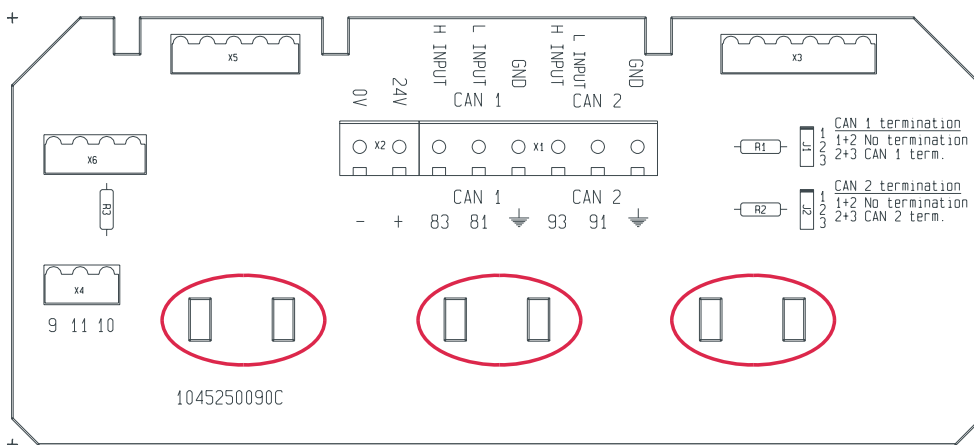 X5
X3
H INPUT
L INPUT
GND
H INPUT
L INPUT
GND
0V
24V
CAN 1
CAN 2
X2
X1
CAN 1
CAN 2
- + 83 81 93 91
X6
R3
X4
9 11 10
R1
J1
1
2
3
CAN 1 termination
1+2 No termination
2+3 CAN 1 term.
R2
J2
1
2
3
CAN 2 termination
1+2 No termination
2+3 CAN 2 term.
1045250090C